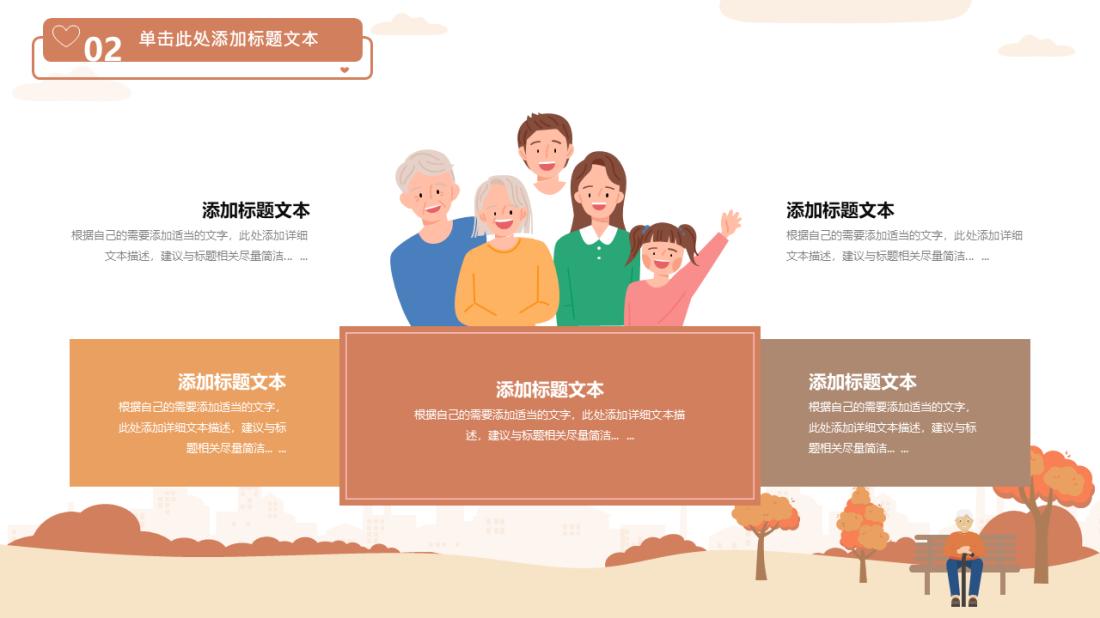 02
单击此处添加标题文本
添加标题文本
根据自己的需要添加适当的文字，此处添加详细
文本描述，建议与标题相关尽量简洁... ...
添加标题文本
根据自己的需要添加适当的文字，此处添加详细
文本描述，建议与标题相关尽量简洁... ...
添加标题文本
根据自己的需要添加适当的文字，
此处添加详细文本描述，建议与标
题相关尽量简洁... ...
添加标题文本
根据自己的需要添加适当的文字，此处添加详细文本描
述，建议与标题相关尽量简洁... ...
添加标题文本
根据自己的需要添加适当的文字，
此处添加详细文本描述，建议与标
题相关尽量简洁... ...